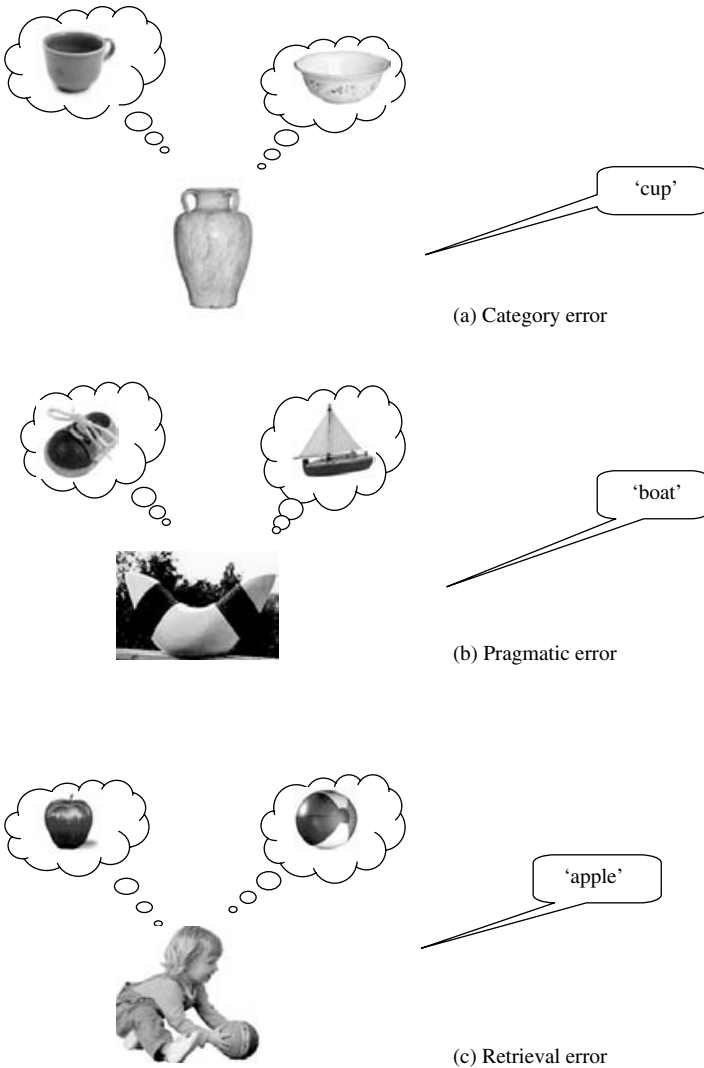 ‘cup’
(a) Category error
‘boat’
(b) Pragmatic error
‘apple’
(c) Retrieval error